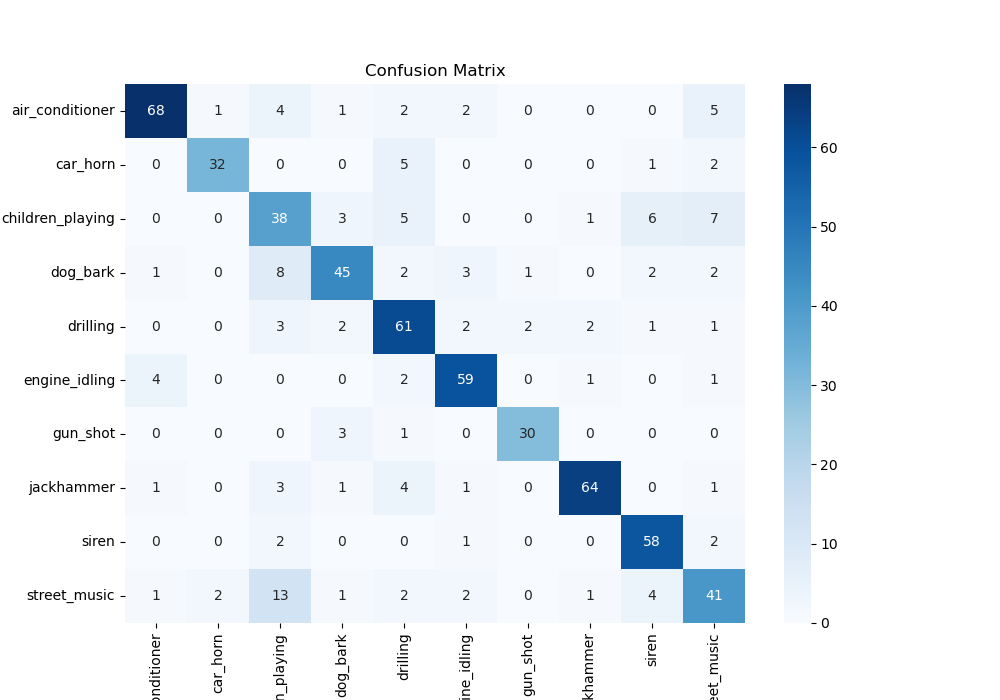 Confusion Matrix
air_conditioner 68 1 4 1 2 2 0 0 0 5
car_horn 0 32 0 0 5 0 0 0 1 2 60
children_playing 0 0 38 3 5 0 0 1 6 7 50
dog_bark 1 0 8 45 2 3 1 0 2 2 40
drilling 0 0 3 2 61 2 2 2 1 1
engine_idling 4 0 0 0 2 59 0 1 0 1 30
gun_shot 0 0 0 3 1 0 30 0 0 0 20
jackhammer 1 0 3 1 4 1 0 64 0 1
siren 0 0 2 0 0 1 0 0 58 2 10
street_music 1 2 13 1 2 2 0 1 4 41 0
onditioner car_horn n_playing dog_bark drilling ne_idling gun_shot khammer siren eet_music